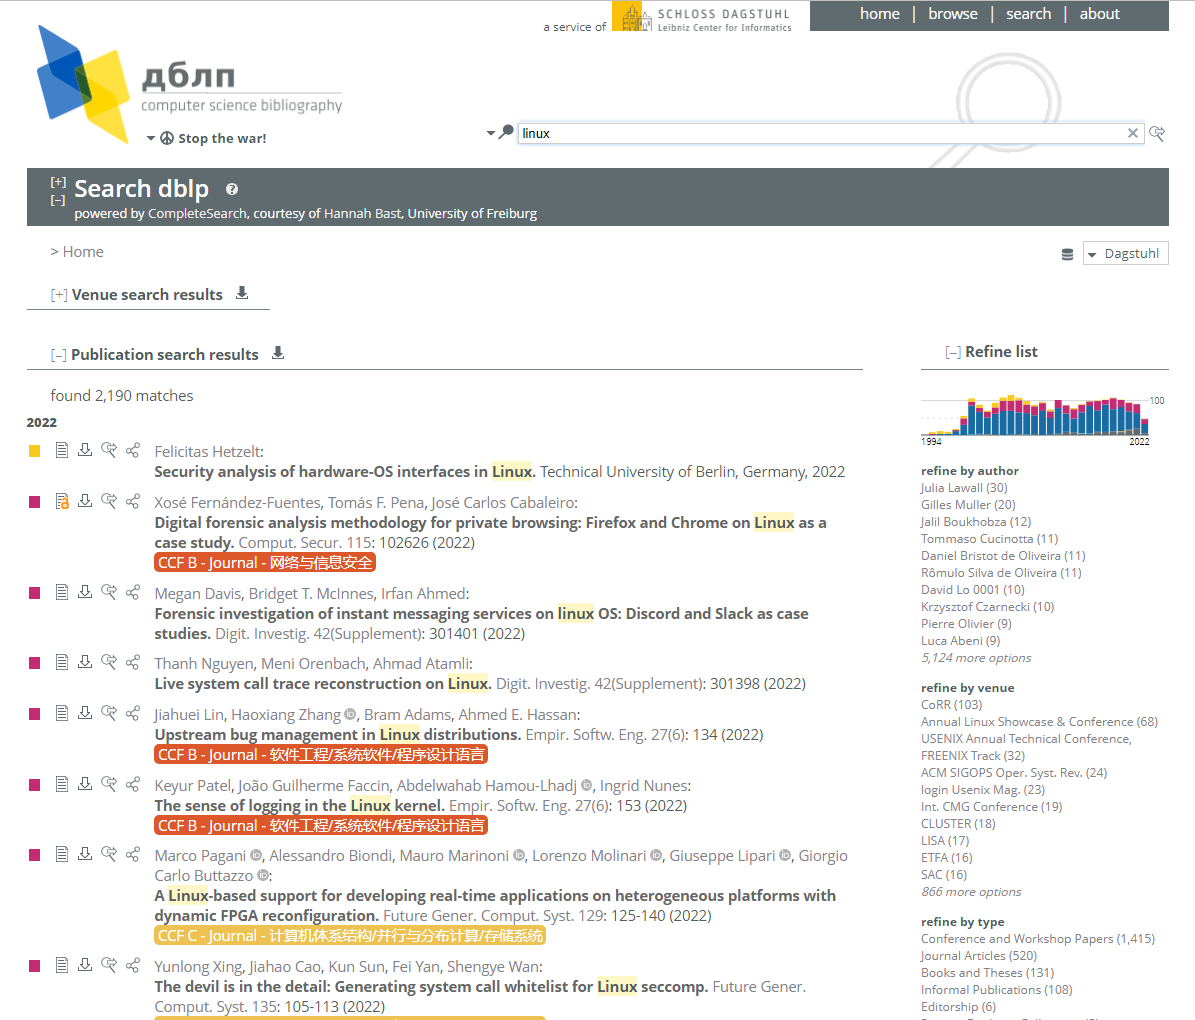 a service of
SCHLOSS DAGSTUHL
Leibniz Center for Informatics
home | browse | search | about
дблп
computer science bibliography
Stop the war!
linux
[+] Search dblp
[–]
powered by CompleteSearch, courtesy of Hannah Bast, University of Freiburg
> Home
Dagstuhl
[+] Venue search results
[–] Publication search results
found 2,190 matches
2022
Felicitas Hetzelt:
Security analysis of hardware-OS interfaces in Linux. Technical University of Berlin, Germany, 2022
Xosé Fernández-Fuentes, Tomás F. Pena, José Carlos Cabaleiro:
Digital forensic analysis methodology for private browsing: Firefox and Chrome on Linux as a
case study. Comput. Secur. 115: 102626 (2022)
CCF B - Journal - 网络与信息安全
Megan Davis, Bridget T. McInnes, Irfan Ahmed:
Forensic investigation of instant messaging services on linux OS: Discord and Slack as case
studies. Digit. Investig. 42(Supplement): 301401 (2022)
Thanh Nguyen, Meni Orenbach, Ahmad Atamli:
Live system call trace reconstruction on Linux. Digit. Investig. 42(Supplement): 301398 (2022)
Jiahuei Lin, Haoxiang Zhang, Bram Adams, Ahmed E. Hassan:
Upstream bug management in Linux distributions. Empir. Softw. Eng. 27(6): 134 (2022)
CCF B - Journal - 软件工程/系统软件/程序设计语言
Keyur Patel, João Guilherme Faccin, Abdelwahab Hamou-Lhadj, Ingrid Nunes:
The sense of logging in the Linux kernel. Empir. Softw. Eng. 27(6): 153 (2022)
CCF B - Journal - 软件工程/系统软件/程序设计语言
Marco Pagani, Alessandro Biondi, Mauro Marinoni, Lorenzo Molinari, Giuseppe Lipari, Giorgio
Carlo Buttazzo:
A Linux-based support for developing real-time applications on heterogeneous platforms with
dynamic FPGA reconfiguration. Future Gener. Comput. Syst. 129: 125-140 (2022)
CCF C - Journal - 计算机体系结构/并行与分布计算/存储系统
Yunlong Xing, Jiahao Cao, Kun Sun, Fei Yan, Shengye Wan:
The devil is in the detail: Generating system call whitelist for Linux seccomp. Future Gener.
Comput. Syst. 135: 105-113 (2022)
[–] Refine list
100
1994 2022
refine by author
Julia Lawall (30)
Gilles Muller (20)
Jalil Boukhobza (12)
Tommaso Cucinotta (11)
Daniel Bristot de Oliveira (11)
Rômulo Silva de Oliveira (11)
David Lo 0001 (10)
Krzysztof Czarnecki (10)
Pierre Olivier (9)
Luca Abeni (9)
5,124 more options
refine by venue
CoRR (103)
Annual Linux Showcase & Conference (68)
USENIX Annual Technical Conference,
FREENIX Track (32)
ACM SIGOPS Oper. Syst. Rev. (24)
login Usenix Mag. (23)
Int. CMG Conference (19)
CLUSTER (18)
LISA (17)
ETFA (16)
SAC (16)
866 more options
refine by type
Conference and Workshop Papers (1,415)
Journal Articles (520)
Books and Theses (131)
Informal Publications (108)
Editorship (6)